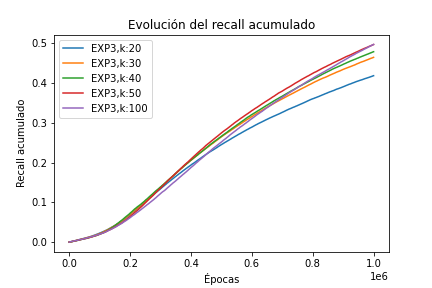 Evolución del recall acumulado
EXP3,k:20
EXP3,k:30
EXP3,k:40
EXP3,k:50
EXP3,k:100
Recall acumulado
0.5
0.4
0.3
0.2
0.1
0.0
0.0 0.2 0.4 0.6 0.8 1.0
1e6
Épocas